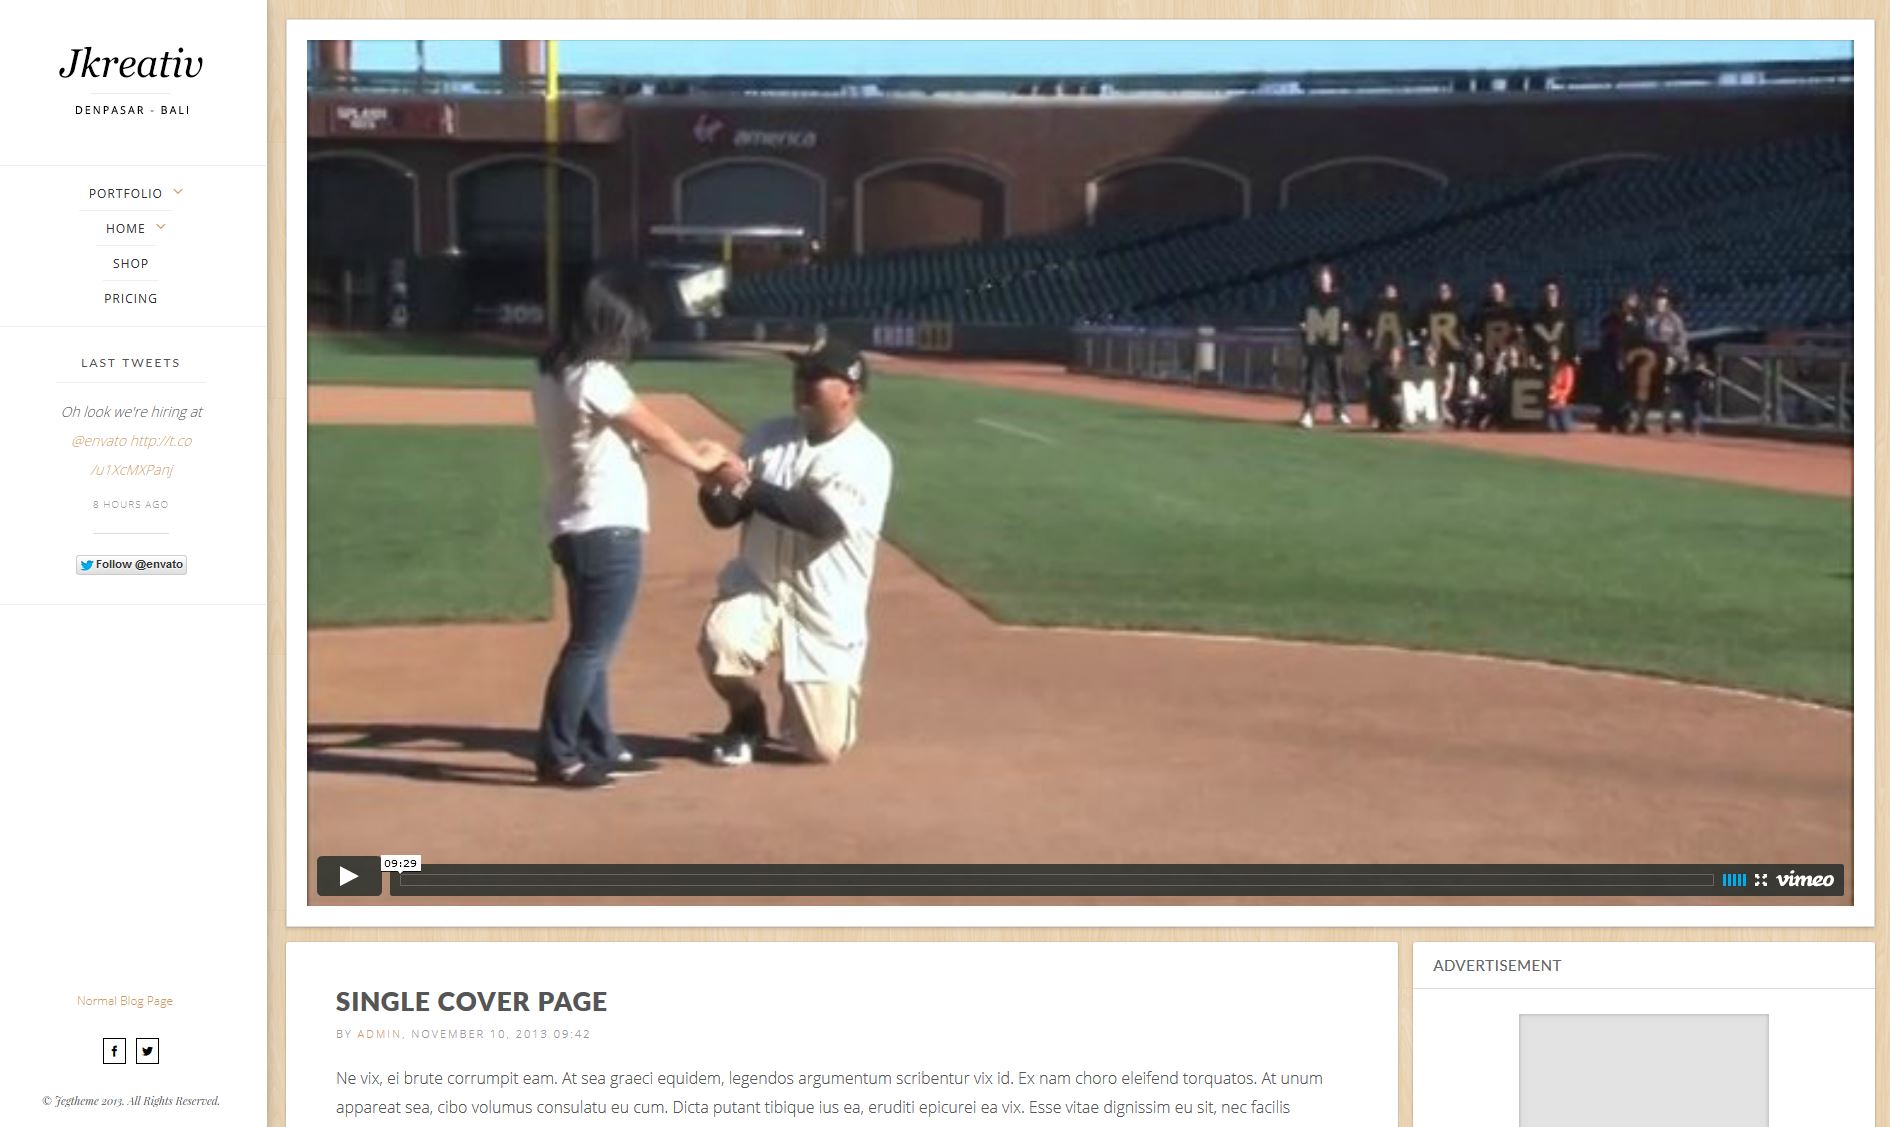 Jkreativ
DENPASAR - BALI
PORTFOLIO
HOME
SHOP
PRICING
LAST TWEETS
Oh look we're hiring at
@envato http://t.co
/u1XcMXPanj
8 HOURS AGO
Follow @envato
Normal Blog Page
© Jegtheme 2013. All Rights Reserved.
america
309
MARRY
ME?
09:29
vimeo
SINGLE COVER PAGE
BY ADMIN, NOVEMBER 10, 2013 09:42
Ne vix, ei brute corrumpit eam. At sea graeci equidem, legendos argumentum scribentur vix id. Ex nam choro eleifend torquatos. At unum
appareat sea, cibo volumus consulatu eu cum. Dicta putant tibique ius ea, eruditi epicurei ea vix. Esse vitae dignissim eu sit, nec facilis
ADVERTISEMENT